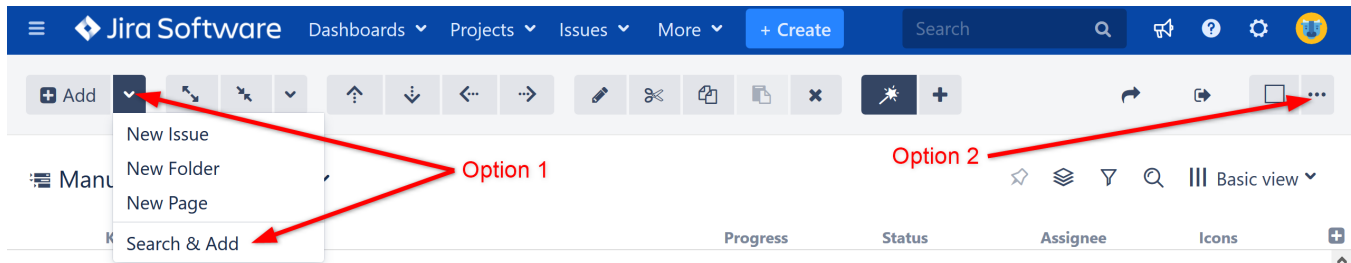 Jira Software Dashboards Projects Issues More + Create Search
Add
New Issue
New Folder
New Page
Search & Add
Option 1
Option 2
Manu
Basic view
K Progress Status Assignee Icons